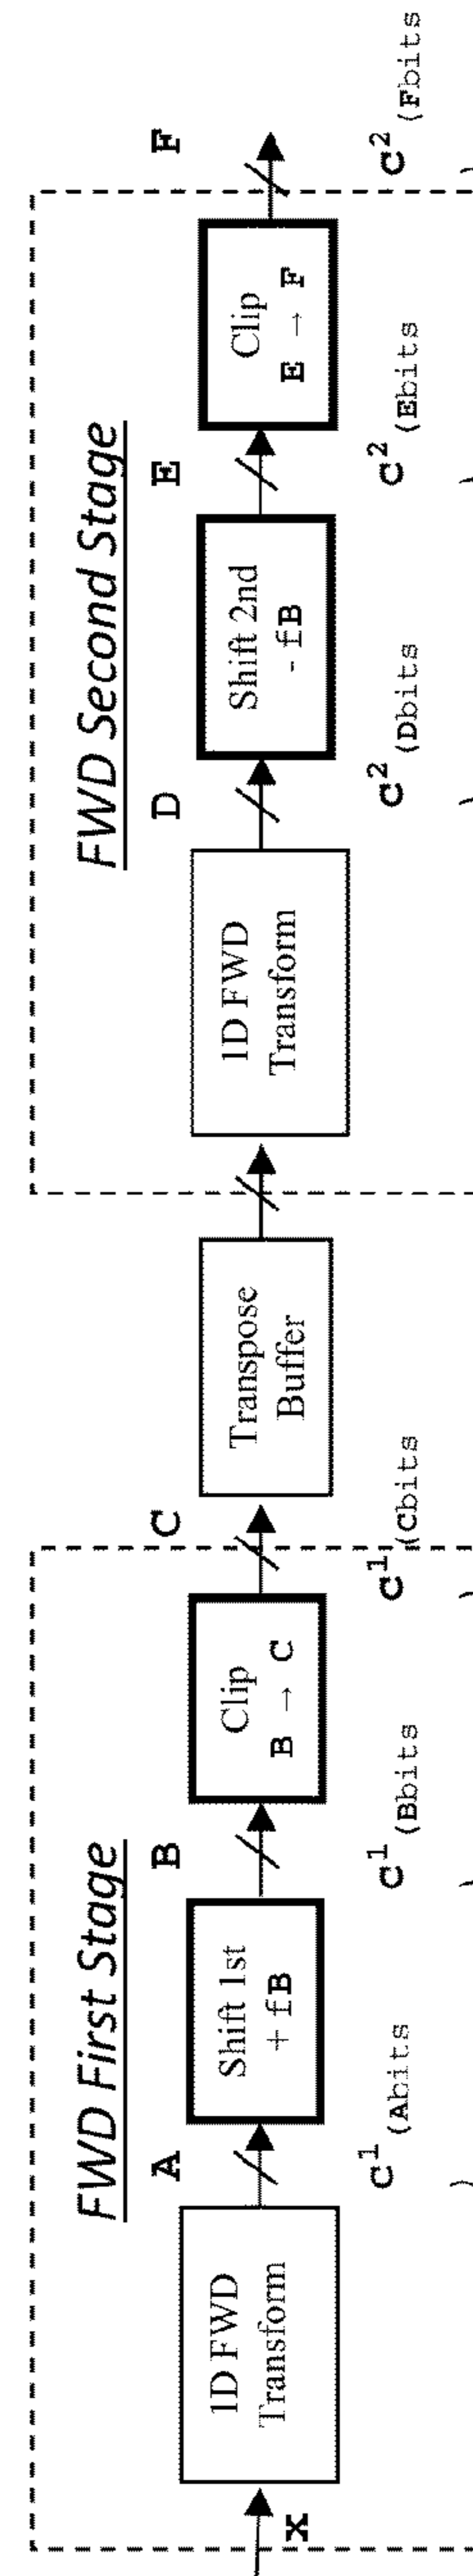 FWD First Stage
X
1D FWD
Transform
A
C1 (Abits
)
Shift 1st
+ fB
B
C1 (Bbits
)
Clip
B → C
C
C1 (Cbits
)
Transpose
Buffer
FWD Second Stage
1D FWD
Transform
D
C2 (Dbits
)
Shift 2nd
- fB
E
C2 (Ebits
)
Clip
E → F
F
C2 (Fbits
)